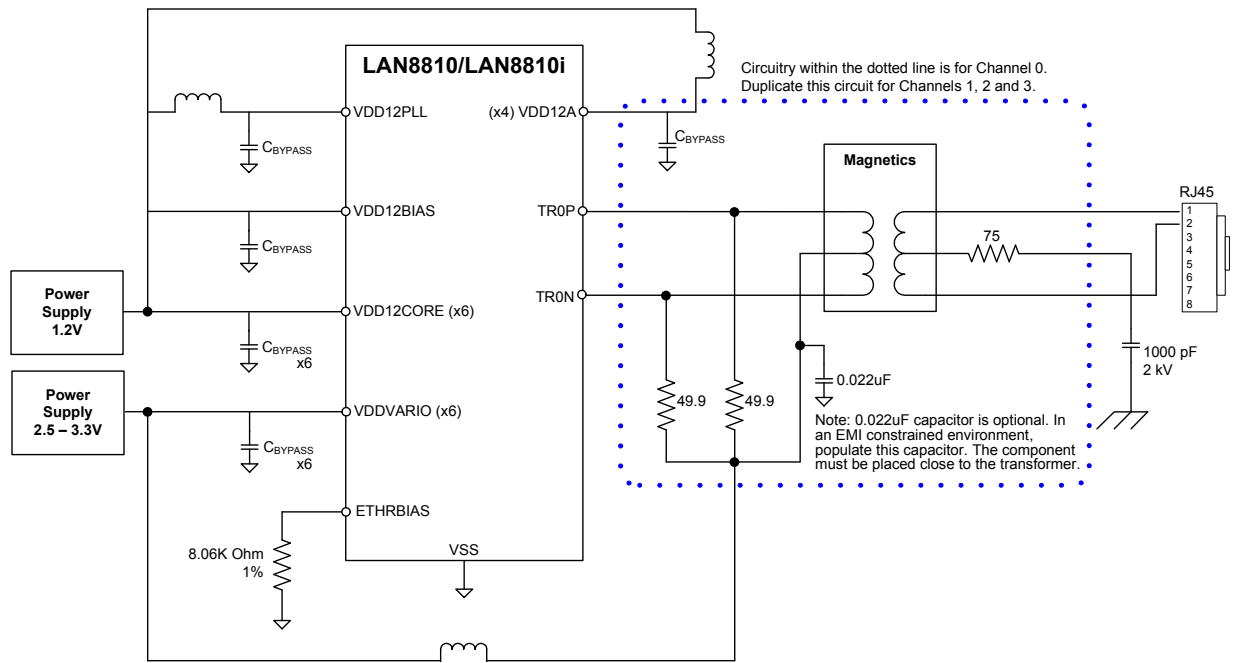 LAN8810/LAN8810i
Circuitry within the dotted line is for Channel 0.
Duplicate this circuit for Channels 1, 2 and 3.
VDD12PLL
(x4) VDD12A
CBYPASS
CBYPASS
Magnetics
RJ45
VDD12BIAS
TR0P
1
2
3
4
5
6
7
8
75
CBYPASS
Power
Supply
1.2V
VDD12CORE (x6)
TR0N
CBYPASS
x6
1000 pF
2 kV
0.022uF
Power
Supply
2.5 – 3.3V
VDDVARIO (x6)
49.9
49.9
Note: 0.022uF capacitor is optional. In
an EMI constrained environment,
populate this capacitor. The component
must be placed close to the transformer.
CBYPASS
x6
ETHRBIAS
8.06K Ohm
1%
VSS